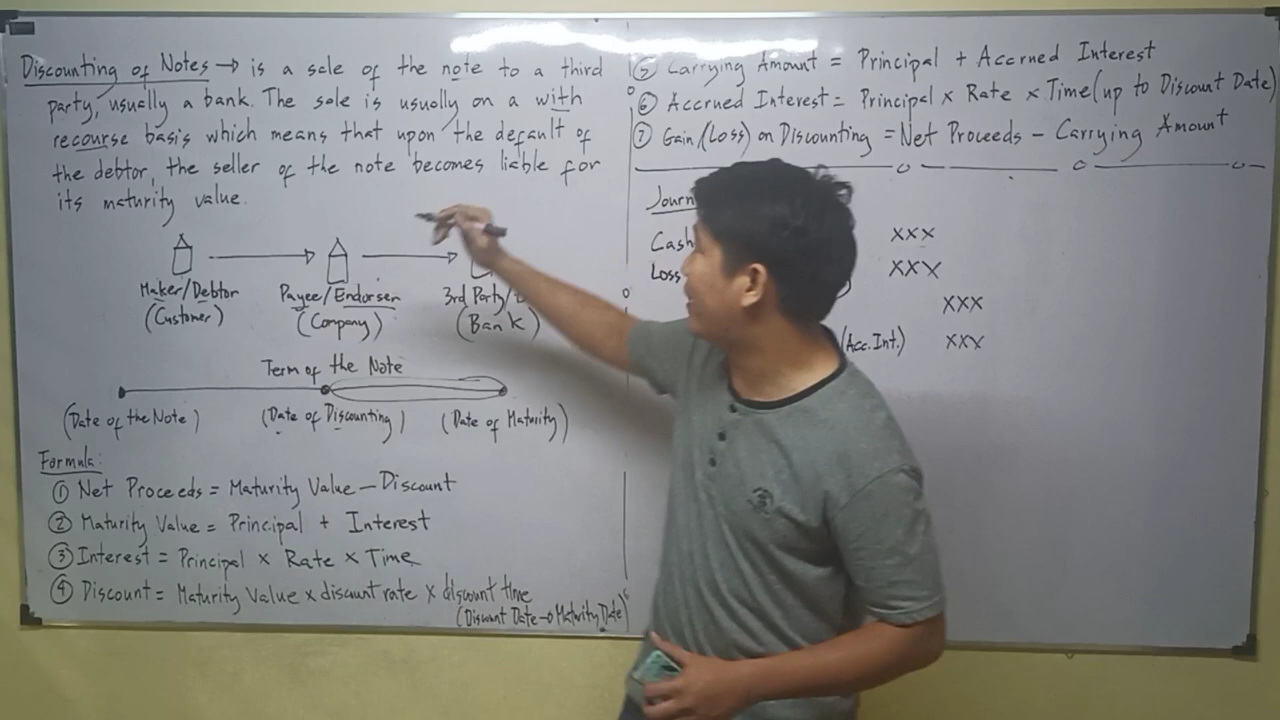 Discounting of Notes → is a sale of the note to a third
party, usually a bank. The sale is usually on a with
recourse basis which means that upon the default of
the debtor, the seller of the note becomes liable for
its maturity value.
Maker/Debtor
(Customer)
Payee/Endorser
(Company)
3rd Party/
(Bank)
Term of the Note
(Date of the Note)
(Date of Discounting)
(Date of Maturity)
Formula:
① Net Proceeds = Maturity Value - Discount
② Maturity Value = Principal + Interest
③ Interest = Principal × Rate × Time
④ Discount = Maturity Value × discount rate × discount time
(Discount Date → Maturity Date)
⑤ Carrying Amount = Principal + Accrued Interest
⑥ Accrued Interest = Principal × Rate × Time (up to Discount Date)
⑦ Gain/(Loss) on Discounting = Net Proceeds - Carrying Amount
Journ
Cash xxx
Loss xxx
xxx
(Acc. Int.) xxx